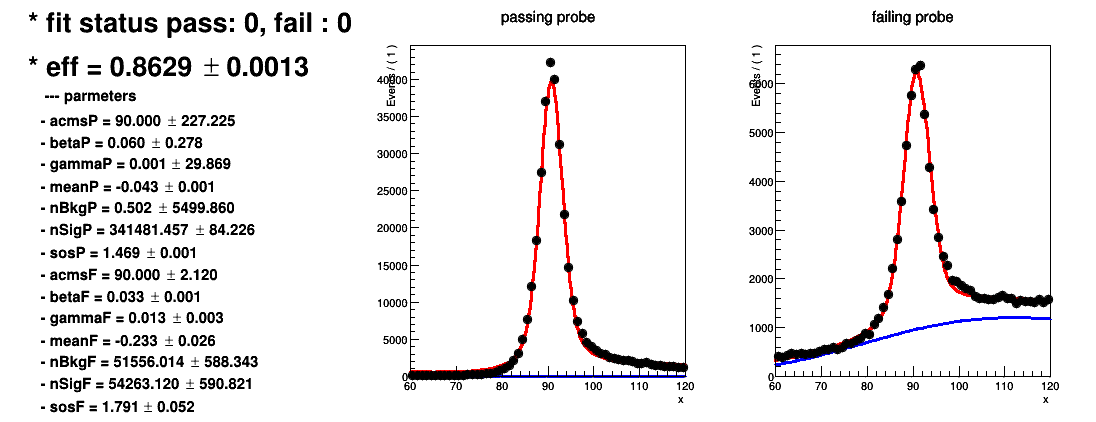 * fit status pass: 0, fail : 0
* eff = 0.8629 ± 0.0013
--- parmeters
- acmsP = 90.000 ± 227.225
- betaP = 0.060 ± 0.278
- gammaP = 0.001 ± 29.869
- meanP = -0.043 ± 0.001
- nBkgP = 0.502 ± 5499.860
- nSigP = 341481.457 ± 84.226
- sosP = 1.469 ± 0.001
- acmsF = 90.000 ± 2.120
- betaF = 0.033 ± 0.001
- gammaF = 0.013 ± 0.003
- meanF = -0.233 ± 0.026
- nBkgF = 51556.014 ± 588.343
- nSigF = 54263.120 ± 590.821
- sosF = 1.791 ± 0.052
passing probe
Events / ( 1 )
40000
35000
30000
25000
20000
15000
10000
5000
0
60 70 80 90 100 110 120
x
failing probe
Events / ( 1 )
6000
5000
4000
3000
2000
1000
0
60 70 80 90 100 110 120
x